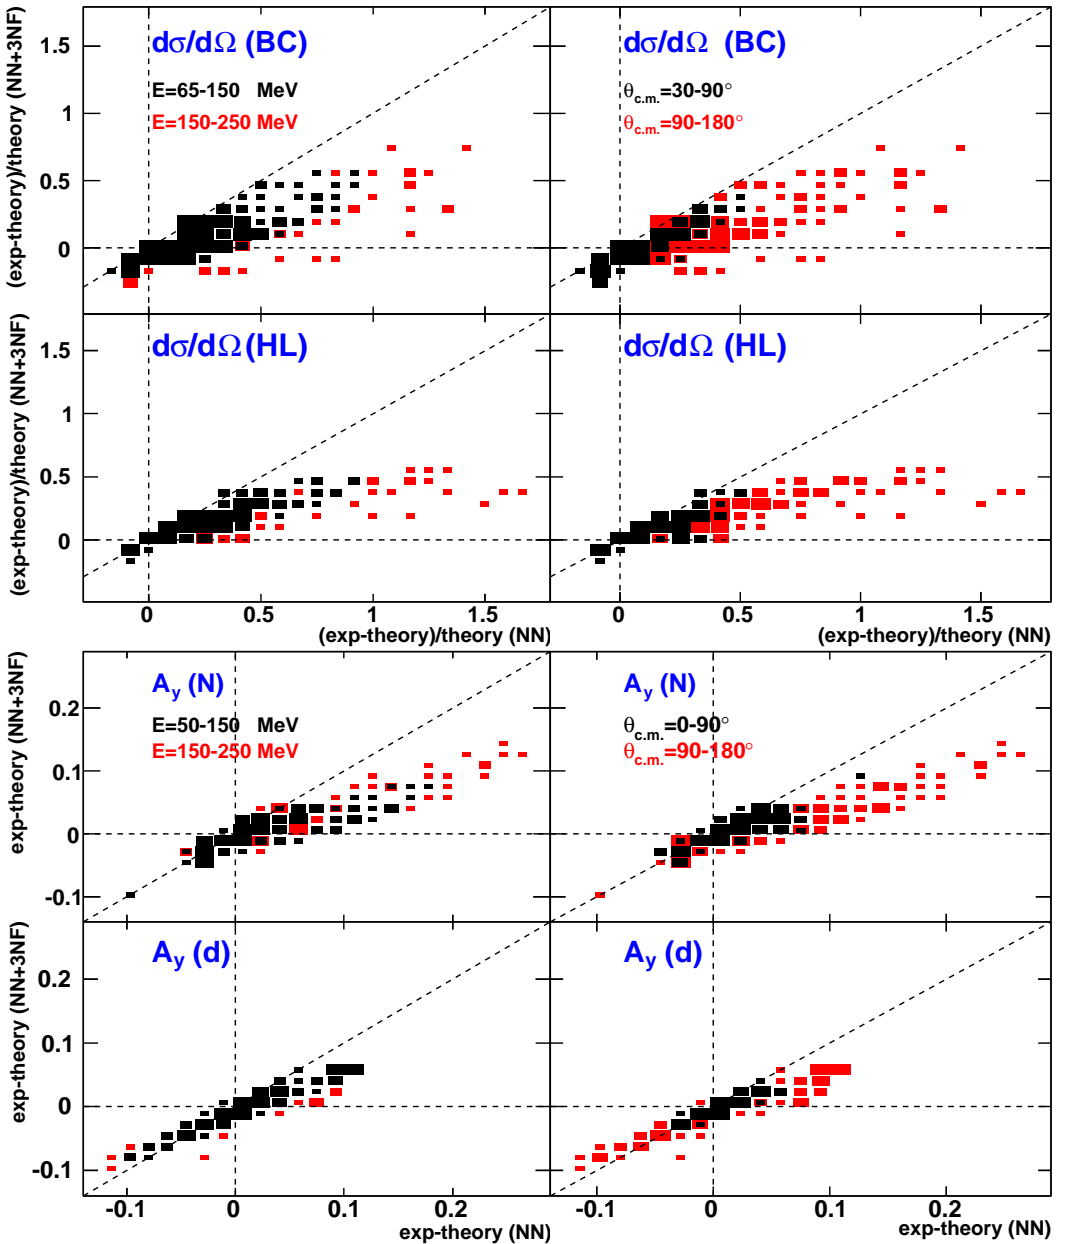 (exp-theory)/theory (NN+3NF)
1.5
1
0.5
0
dσ/dΩ (BC)
E=65-150 MeV
E=150-250 MeV
dσ/dΩ (BC)
θc.m.=30-90°
θc.m.=90-180°
(exp-theory)/theory (NN+3NF)
1.5
1
0.5
0
dσ/dΩ (HL)
dσ/dΩ (HL)
0 0.5 1 1.5
0 0.5 1 1.5
(exp-theory)/theory (NN)
(exp-theory)/theory (NN)
exp-theory (NN+3NF)
0.2
0.1
0
-0.1
Ay (N)
E=50-150 MeV
E=150-250 MeV
Ay (N)
θc.m.=0-90°
θc.m.=90-180°
exp-theory (NN+3NF)
0.2
0.1
0
-0.1
Ay (d)
Ay (d)
-0.1 0 0.1 0.2
-0.1 0 0.1 0.2
exp-theory (NN)
exp-theory (NN)